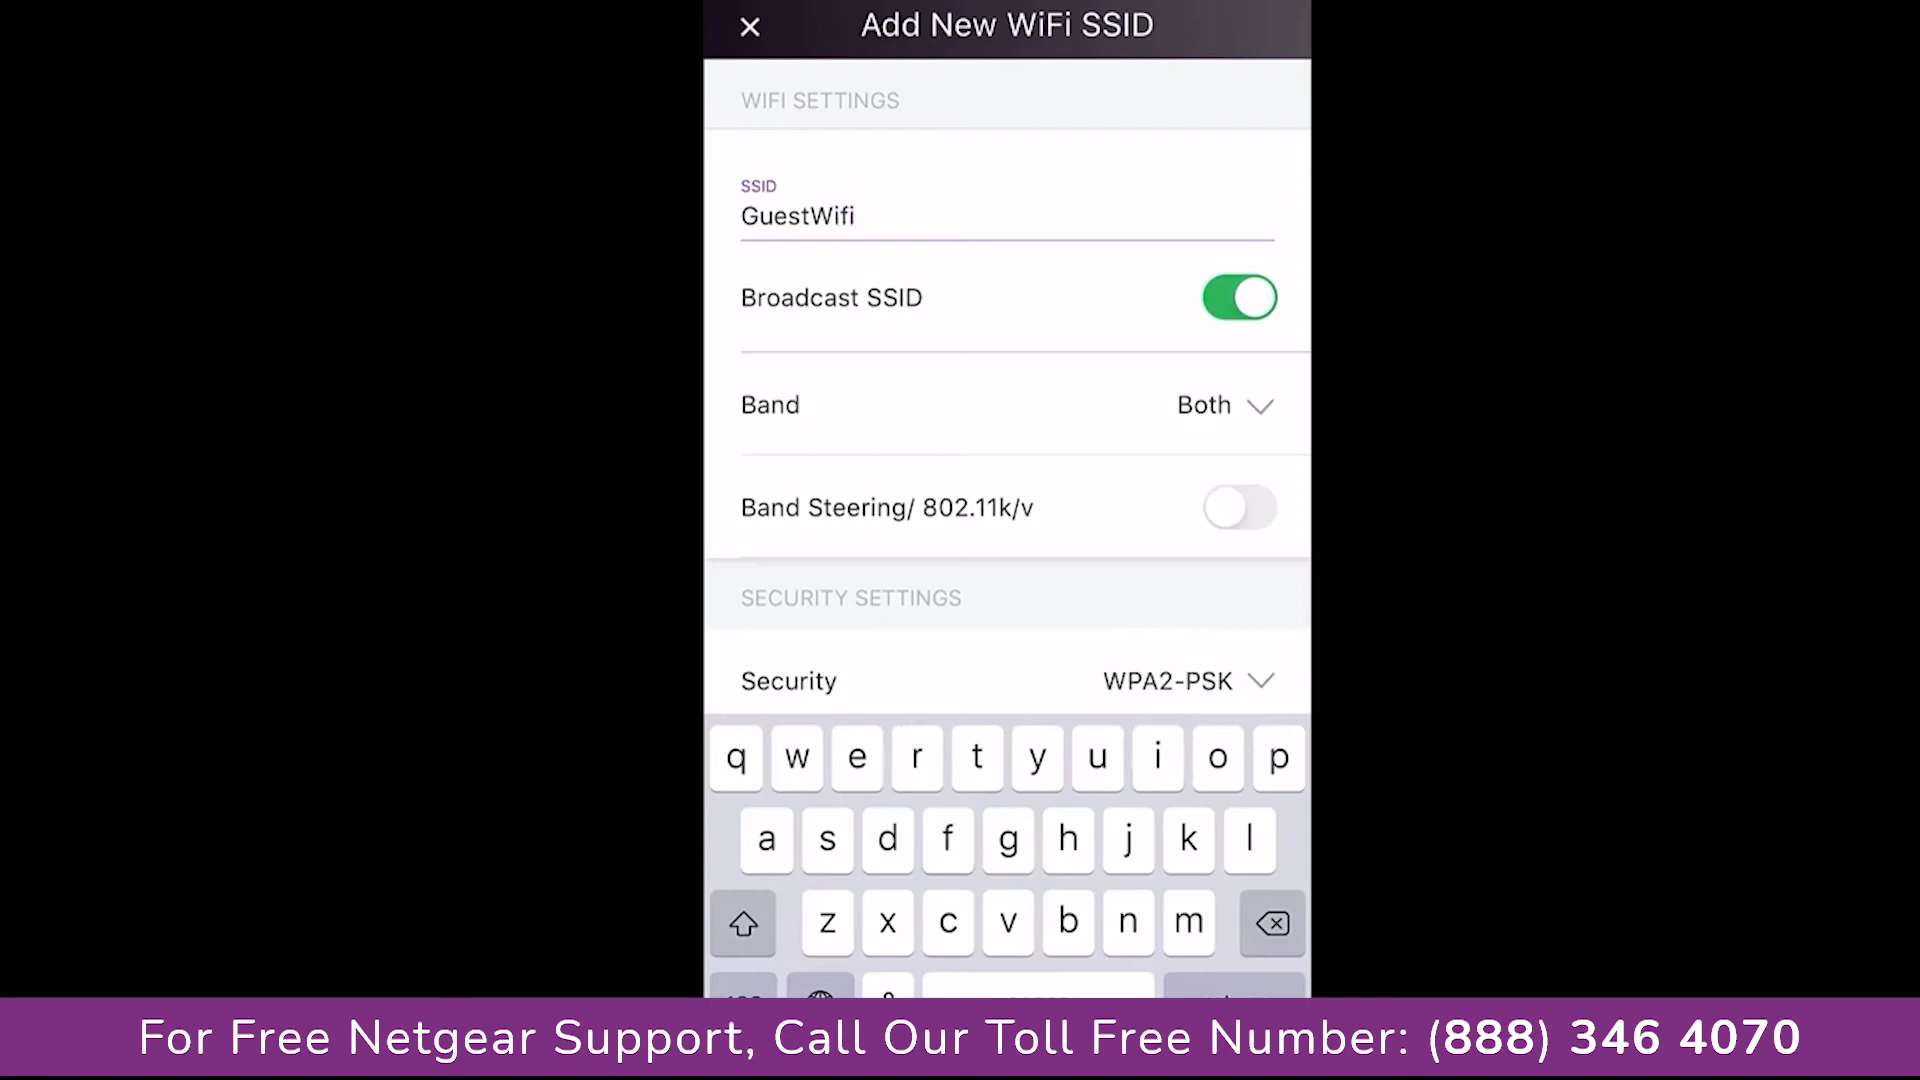 Add New WiFi SSID
WIFI SETTINGS
SSID
GuestWifi
Broadcast SSID
Band Both
Band Steering/ 802.11k/v
SECURITY SETTINGS
Security WPA2-PSK
q w e r t y u i o p
a s d f g h j k l
z x c v b n m
For Free Netgear Support, Call Our Toll Free Number: (888) 346 4070